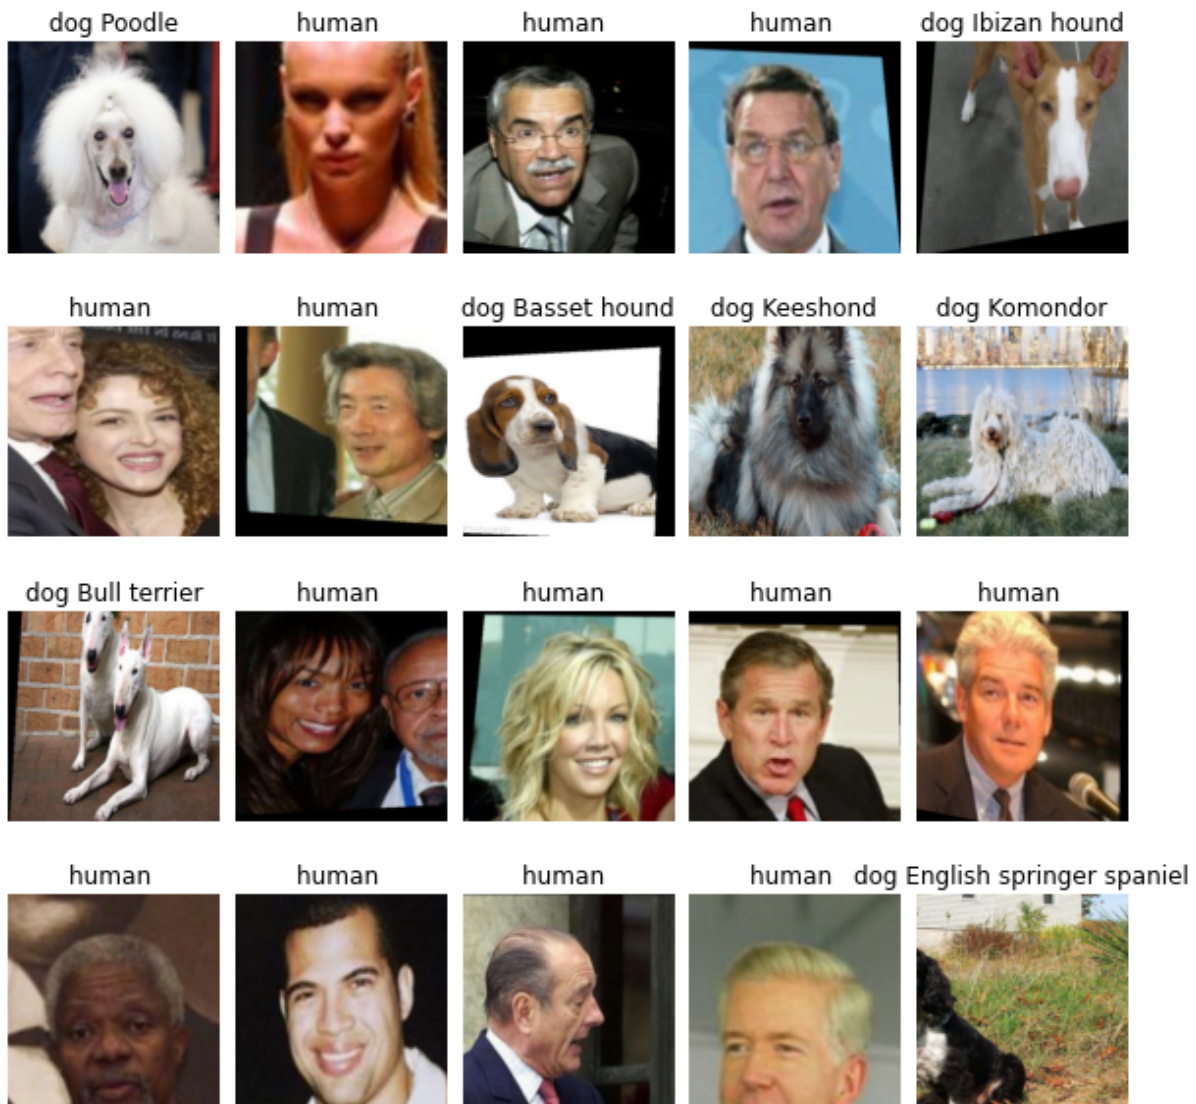 dog Poodle
human
human
human
dog Ibizan hound
human
human
dog Basset hound
dog Keeshond
dog Komondor
dog Bull terrier
human
human
human
human
human
human
human
human
dog English springer spaniel